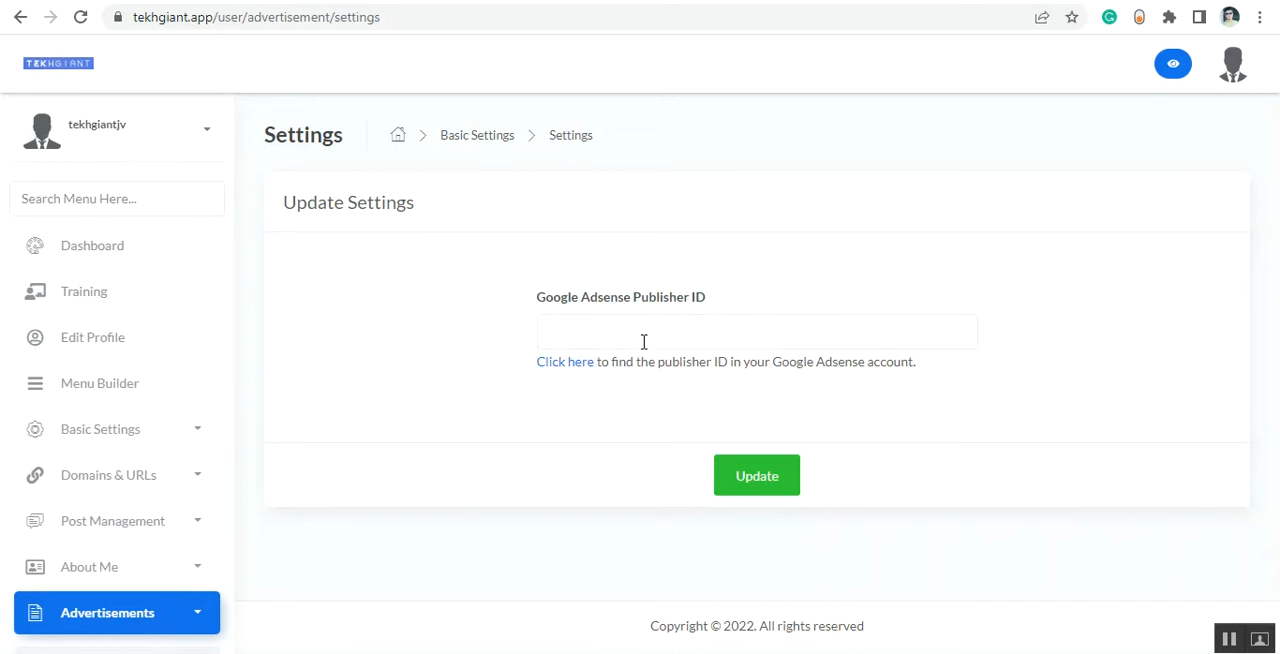 tekhgiant.app/user/advertisement/settings
TEKHGIANT
tekhgiantjv
Search Menu Here...
Dashboard
Training
Edit Profile
Menu Builder
Basic Settings
Domains & URLs
Post Management
About Me
Advertisements
Settings
Basic Settings
Settings
Update Settings
Google Adsense Publisher ID
Click here to find the publisher ID in your Google Adsense account.
Update
Copyright © 2022. All rights reserved